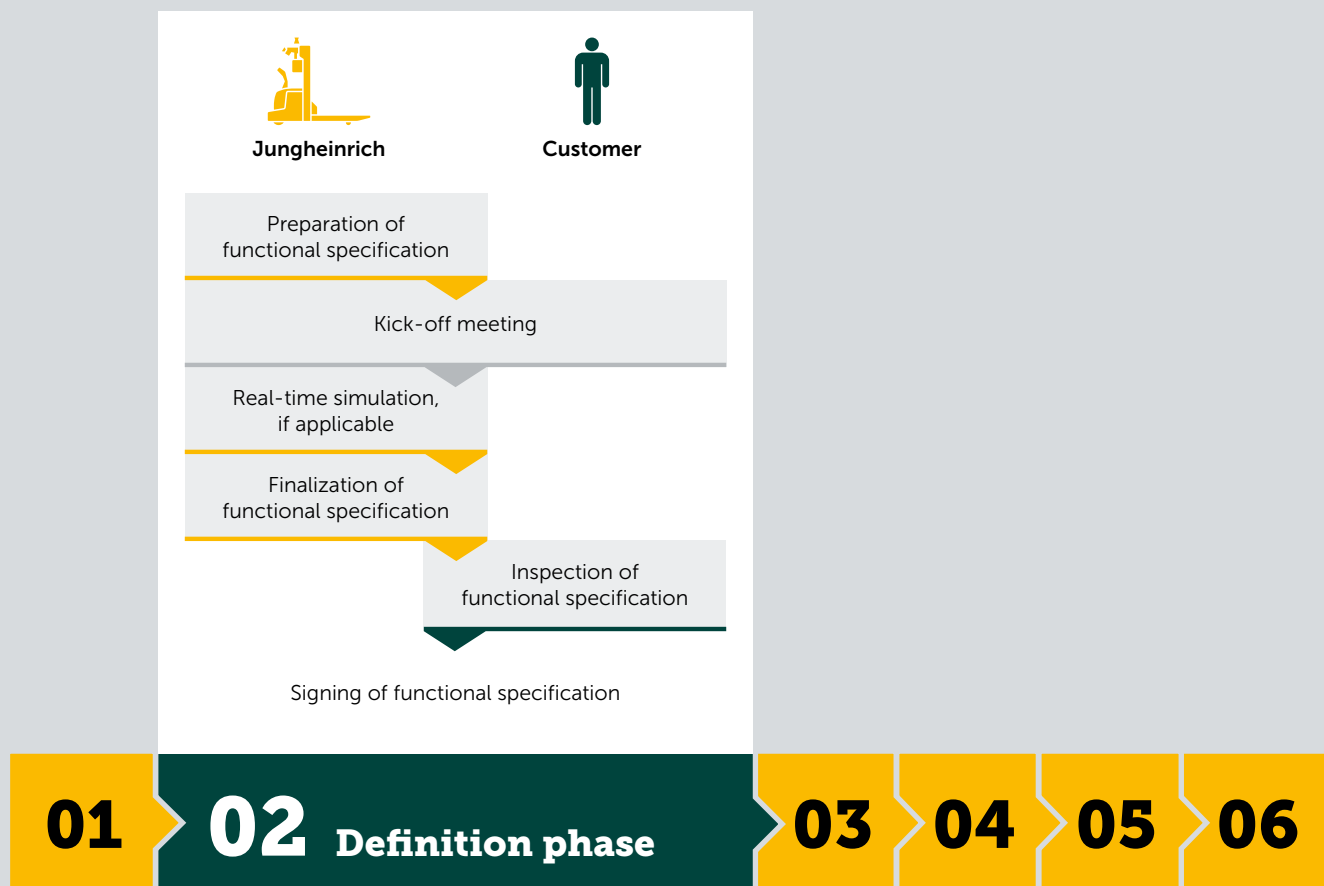 Jungheinrich
Customer
Preparation of
functional specification
Kick-off meeting
Real-time simulation,
if applicable
Finalization of
functional specification
Inspection of
functional specification
Signing of functional specification
01
02 Definition phase
03
04
05
06